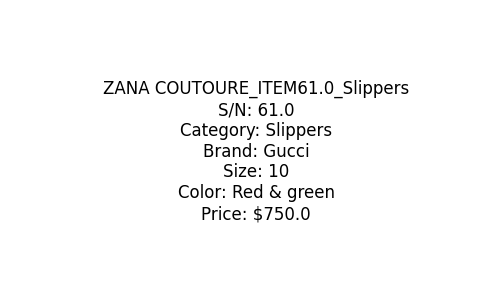 ZANA COUTOURE_ITEM61.0_Slippers
S/N: 61.0
Category: Slippers
Brand: Gucci
Size: 10
Color: Red & green
Price: $750.0